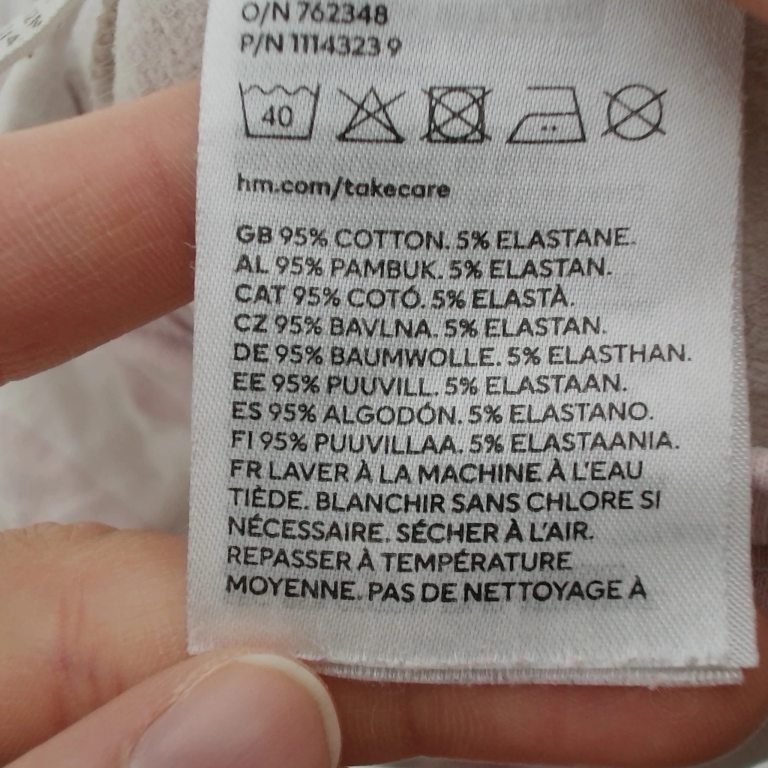 O/N 762348
P/N 1114323 9
40
hm.com/takecare
GB 95% COTTON. 5% ELASTANE.
AL 95% PAMBUK. 5% ELASTAN.
CAT 95% COTÓ. 5% ELASTÀ.
CZ 95% BAVLNA. 5% ELASTAN.
DE 95% BAUMWOLLE. 5% ELASTHAN.
EE 95% PUUVILL. 5% ELASTAAN.
ES 95% ALGODÓN. 5% ELASTANO.
FI 95% PUUVILLAA. 5% ELASTAANIA.
FR LAVER À LA MACHINE À L'EAU
TIÈDE. BLANCHIR SANS CHLORE SI
NÉCESSAIRE. SÉCHER À L'AIR.
REPASSER À TEMPÉRATURE
MOYENNE. PAS DE NETTOYAGE À